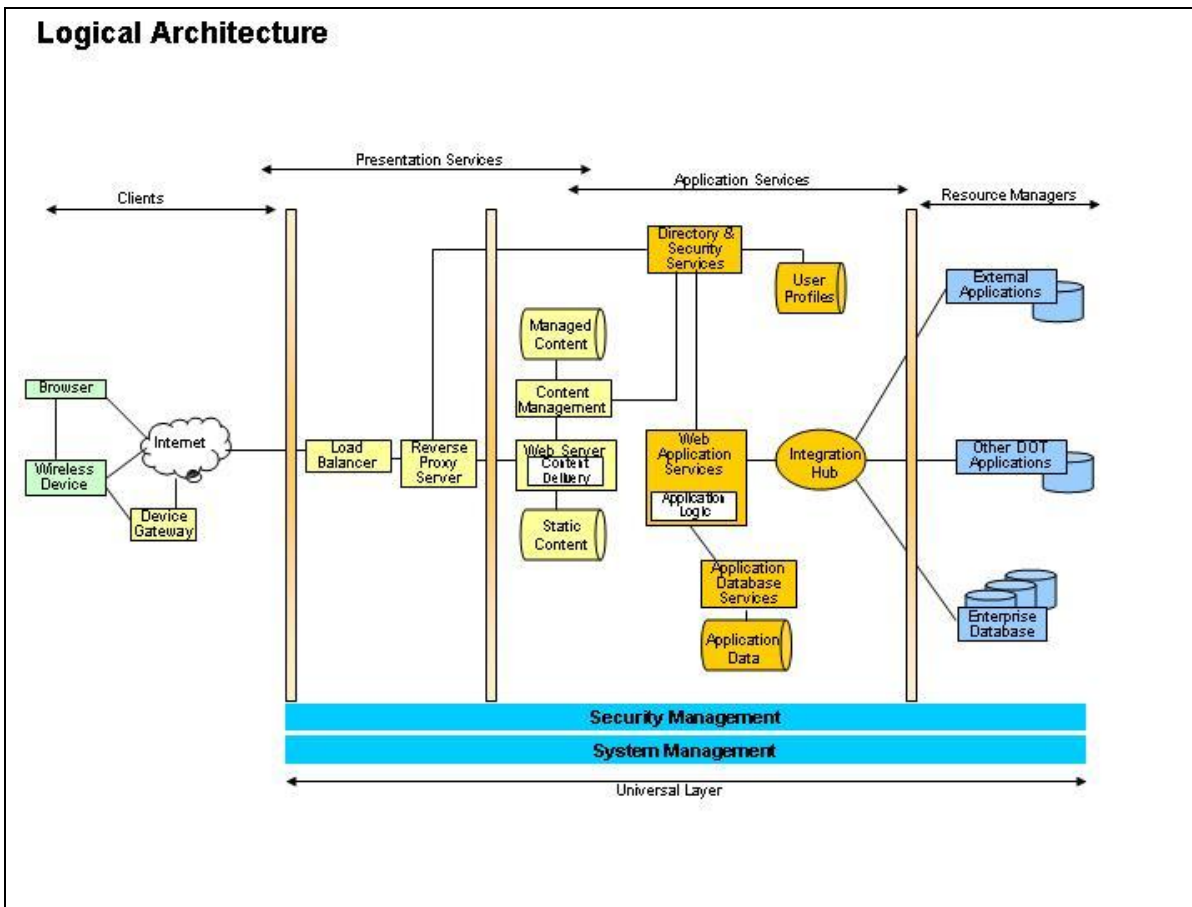 Logical Architecture
Presentation Services
Application Services
Clients
Resource Managers
Directory &
Security
Services
User
Profiles
External
Applications
Managed
Content
Browser
Content
Management
Internet
Load
Balancer
Reverse
Proxy
Server
Web Server
Content
Delivery
Web
Application
Services
Application
Logic
Integration
Hub
Other DOT
Applications
Wireless
Device
Device
Gateway
Static
Content
Application
Database
Services
Application
Data
Enterprise
Database
Security Management
System Management
Universal Layer